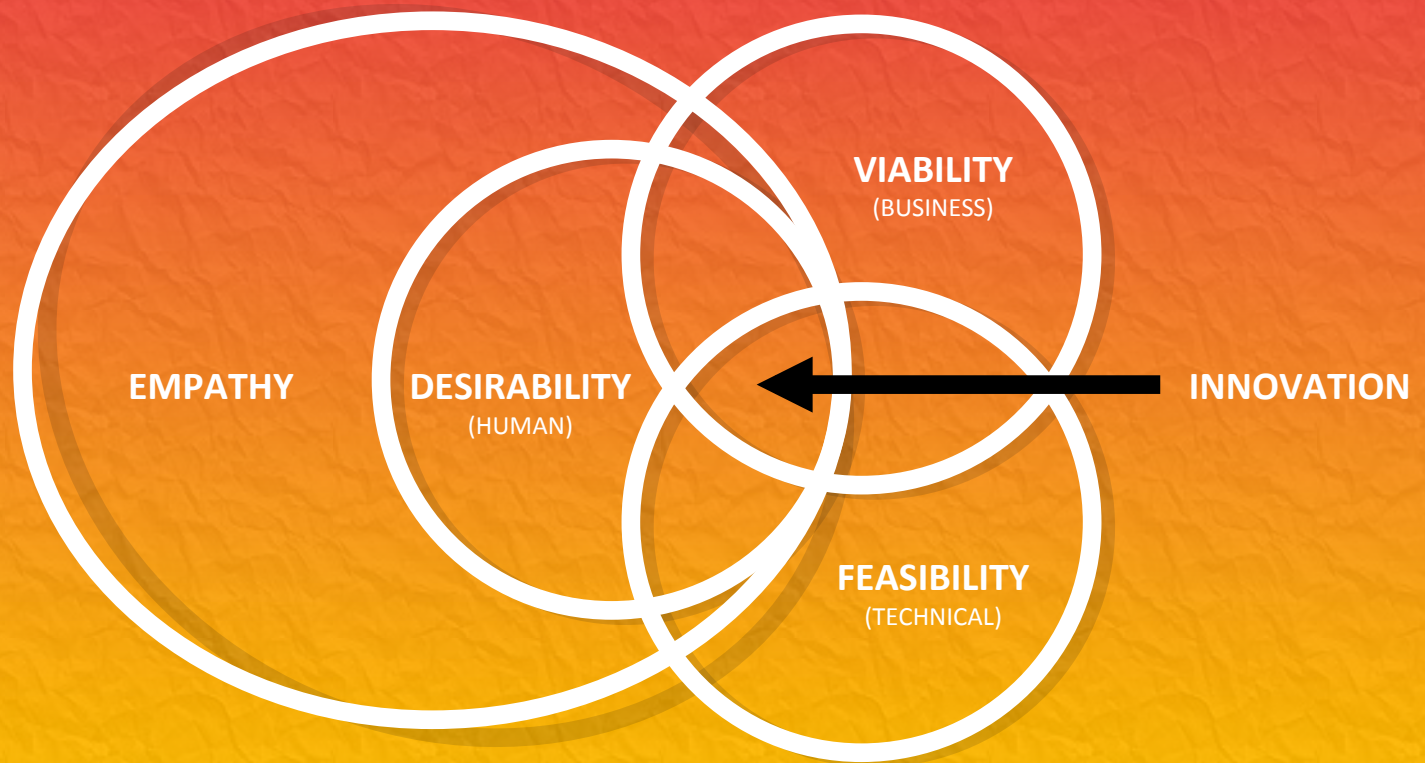 VIABILITY
(BUSINESS)
EMPATHY
DESIRABILITY
(HUMAN)
INNOVATION
FEASIBILITY
(TECHNICAL)